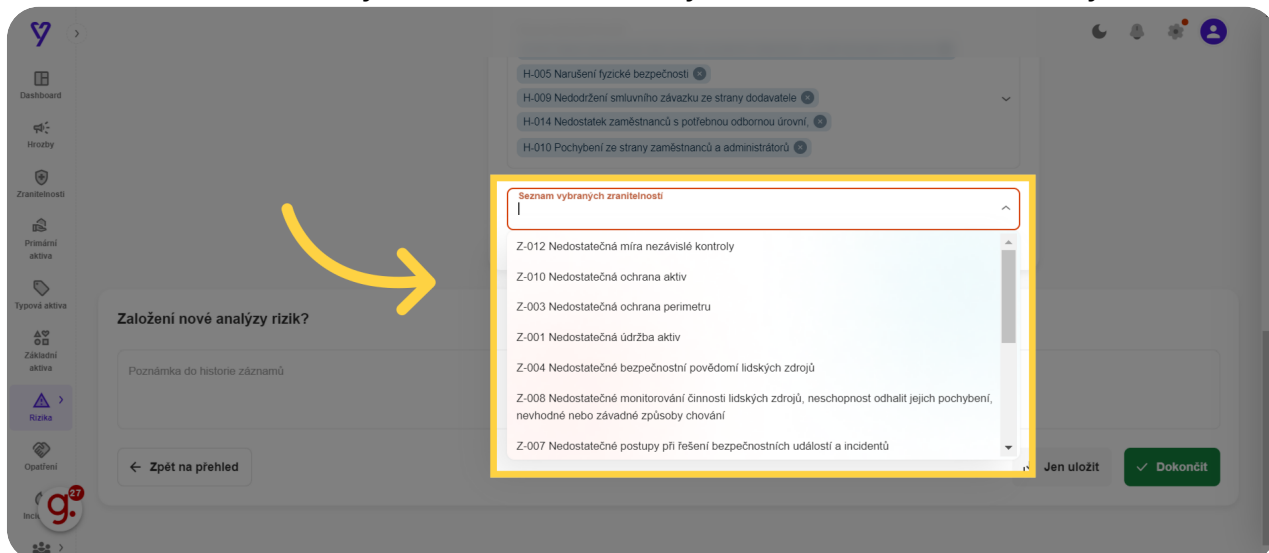 Dashboard
Hrozby
Zranitelnosti
Primární
aktiva
Typová aktiva
Základní
aktiva
Rizika
Opatření
g.
27
H-005 Narušení fyzické bezpečnosti
H-009 Nedodržení smluvního závazku ze strany dodavatele
H-014 Nedostatek zaměstnanců s potřebnou odbornou úrovní,
H-010 Pochybení ze strany zaměstnanců a administrátorů
Seznam vybraných zranitelností
Z-012 Nedostatečná míra nezávislé kontroly
Z-010 Nedostatečná ochrana aktiv
Z-003 Nedostatečná ochrana perimetru
Z-001 Nedostatečná údržba aktiv
Z-004 Nedostatečné bezpečnostní povědomí lidských zdrojů
Z-008 Nedostatečné monitorování činnosti lidských zdrojů, neschopnost odhalit jejich pochybení,
nevhodné nebo závadné způsoby chování
Z-007 Nedostatečné postupy při řešení bezpečnostních událostí a incidentů
Založení nové analýzy rizik?
Poznámka do historie záznamů
Zpět na přehled
Jen uložit
Dokončit